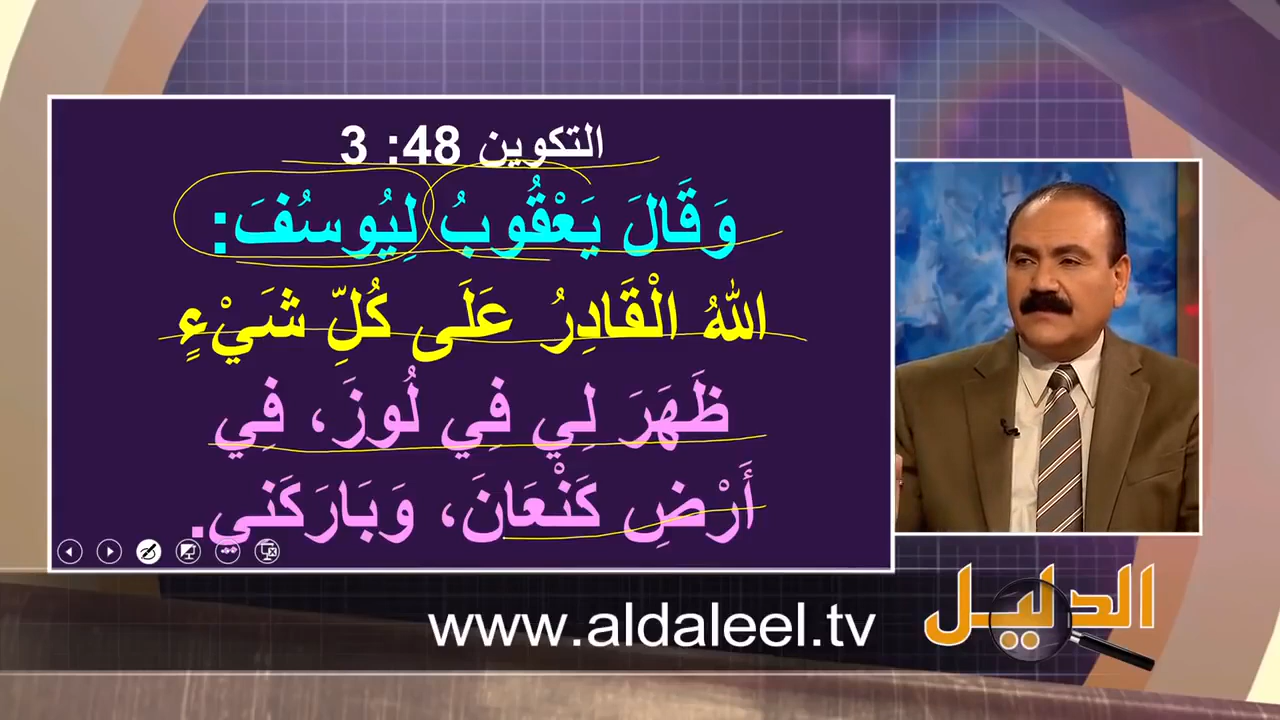 التكوين 48: 3
وَقَالَ يَعْقُوبُ لِيُوسُفَ:
اللهُ الْقَادِرُ عَلَى كُلِّ شَيْءٍ
ظَهَرَ لِي فِي لُوزَ، فِي
أَرْضِ كَنْعَانَ، وَبَارَكَنِي.
www.aldaleel.tv
الدليل